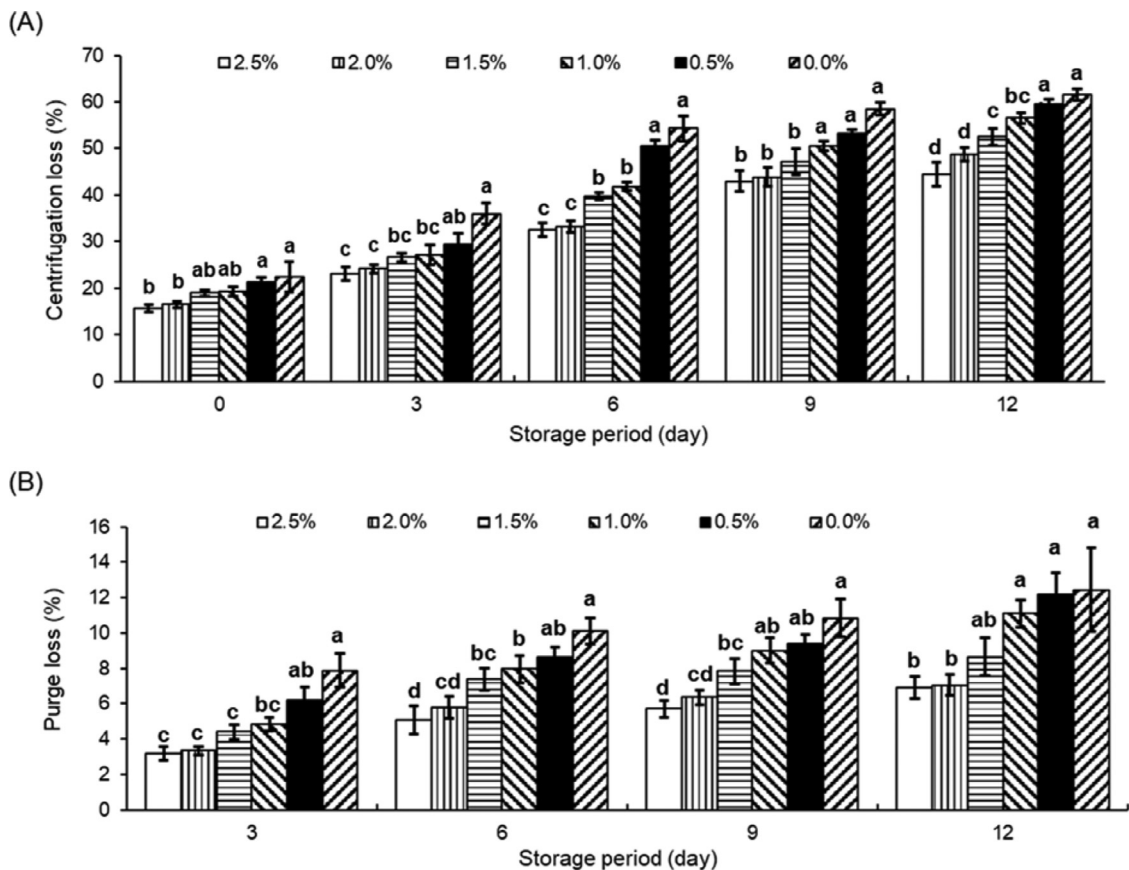 (A)
70
60
50
40
30
20
10
0
Centrifugation loss (%)
2.5% 2.0% 1.5% 1.0% 0.5% 0.0%
b b ab ab a a
c c bc bc ab a
c c b b a a
b b b a a a
d d c bc a a
0 3 6 9 12
Storage period (day)
(B)
16
14
12
10
8
6
4
2
0
Purge loss (%)
2.5% 2.0% 1.5% 1.0% 0.5% 0.0%
c c c bc ab a
d cd bc b ab a
d cd bc ab ab a
b b ab a a a
3 6 9 12
Storage period (day)